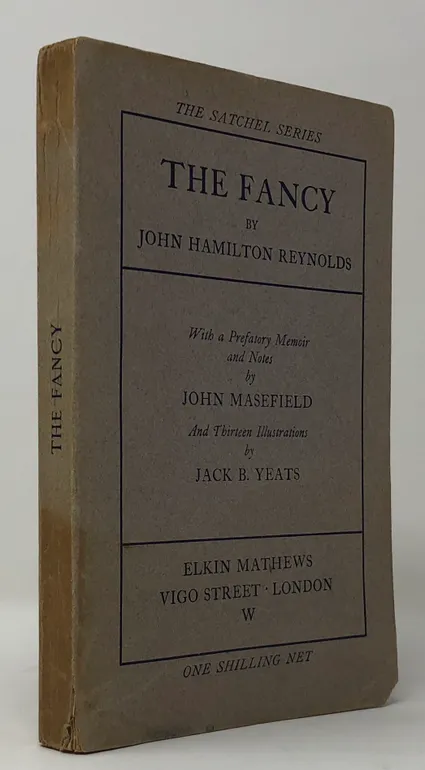 THE SATCHEL SERIES
THE FANCY
BY
JOHN HAMILTON REYNOLDS
With a Prefatory Memoir
and Notes
by
JOHN MASEFIELD
And Thirteen Illustrations
by
JACK B. YEATS
ELKIN MATHEWS
VIGO STREET · LONDON
W
ONE SHILLING NET
THE FANCY